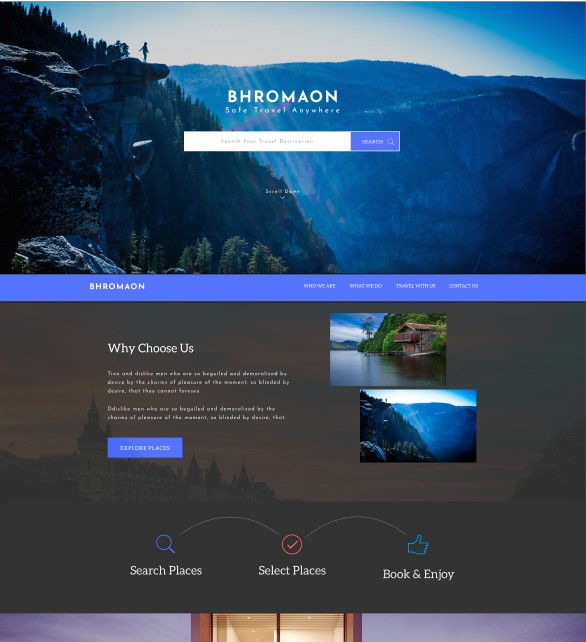 BHROMAON
Safe Travel Anywhere
Search Your Travel Destination
SEARCH
Scroll Down
BHROMAON
WHO WE ARE
WHAT WE DO
TRAVEL WITH US
CONTACT US
Why Choose Us
Tion and dislike men who are so beguiled and demoralized by
desire by the charms of pleasure of the moment, so blinded by
desire, that they cannot foresee
Ddislike men who are so beguiled and demoralized by the
charms of pleasure of the moment, so blinded by desire, that
EXPLORE PLACES
Search Places
Select Places
Book & Enjoy